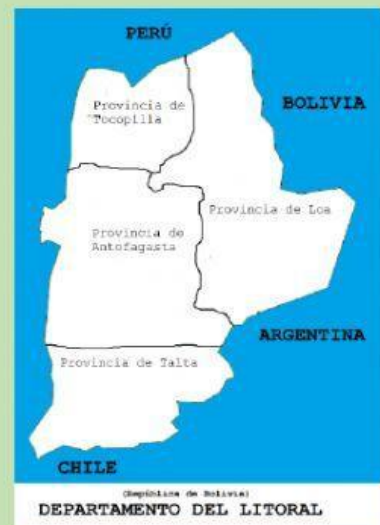 PERÚ
Provincia de
Tocopilla
BOLIVIA
Provincia de Loa
Provincia de
Antofagasta
ARGENTINA
Provincia de Talta
CHILE
(República de Bolivia)
DEPARTAMENTO DEL LITORAL